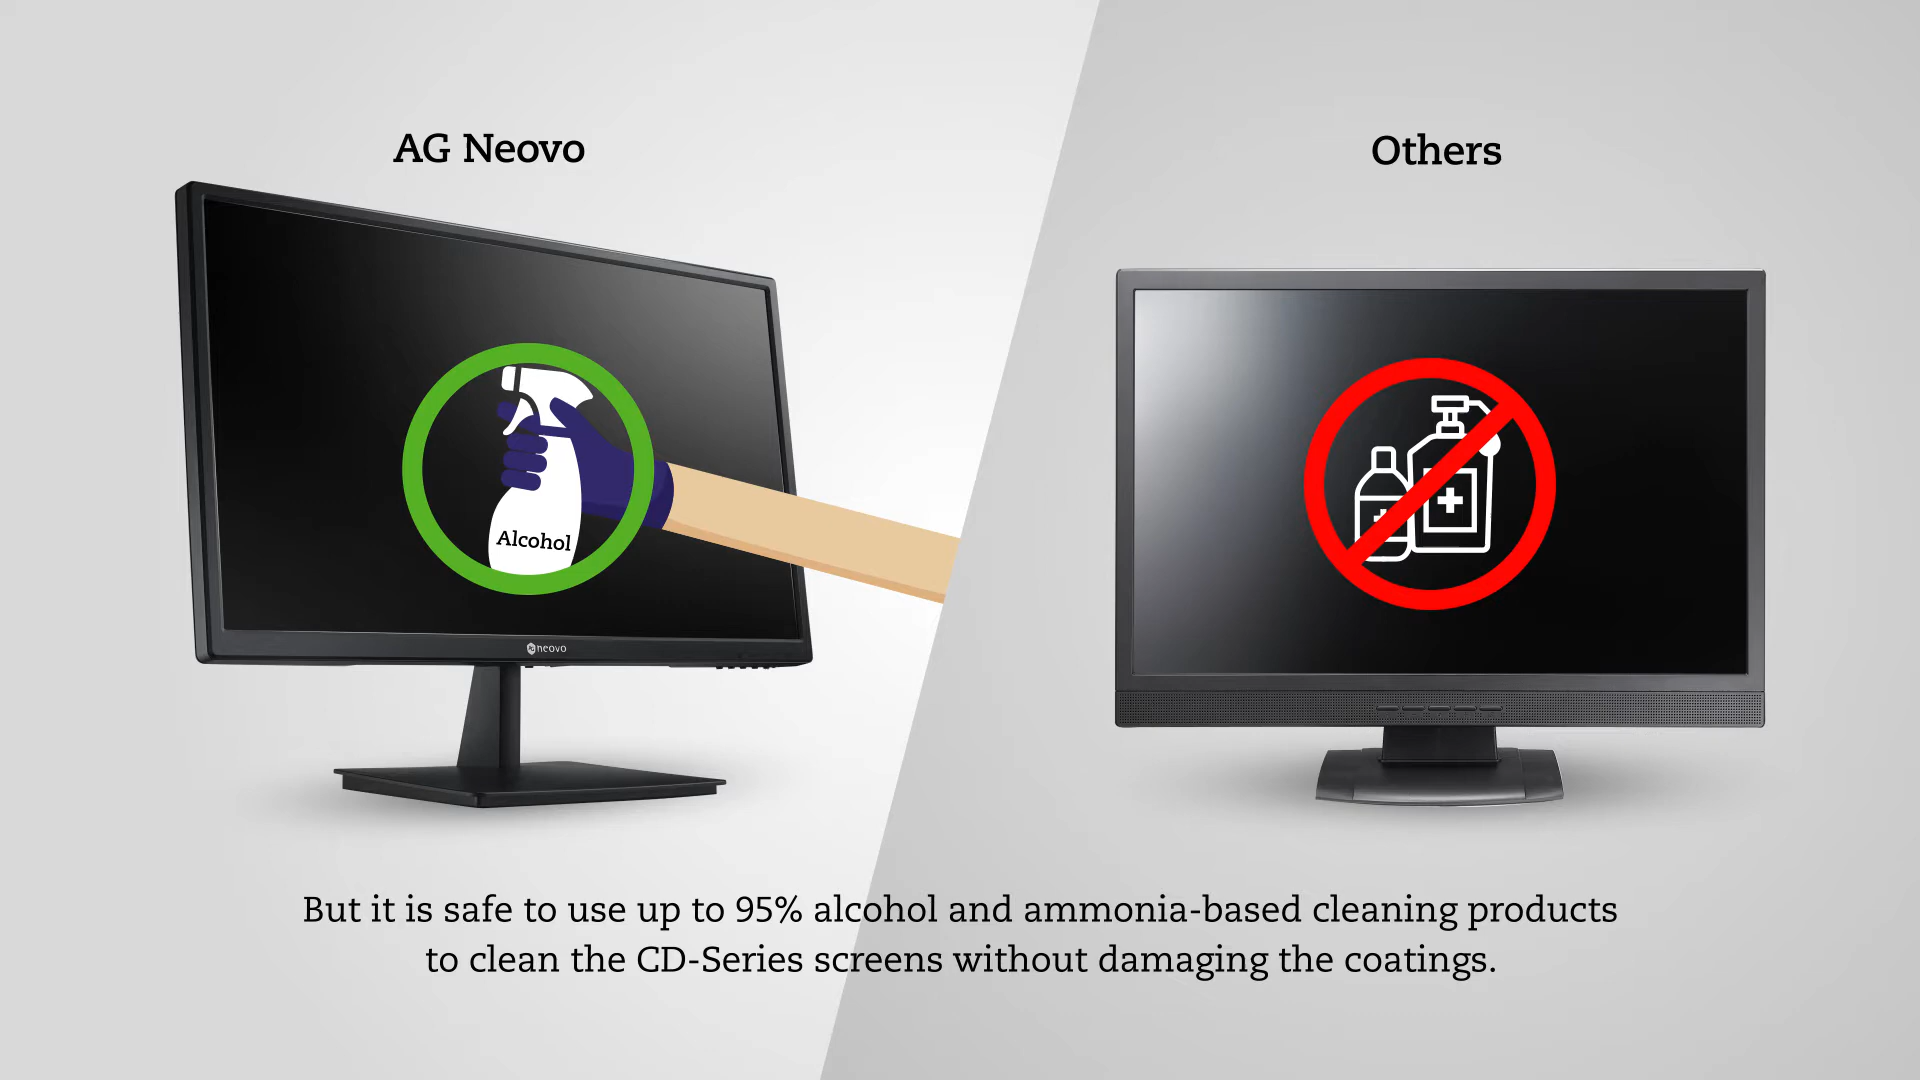 AG Neovo
Others
Alcohol
AG neovo
But it is safe to use up to 95% alcohol and ammonia-based cleaning products
to clean the CD-Series screens without damaging the coatings.